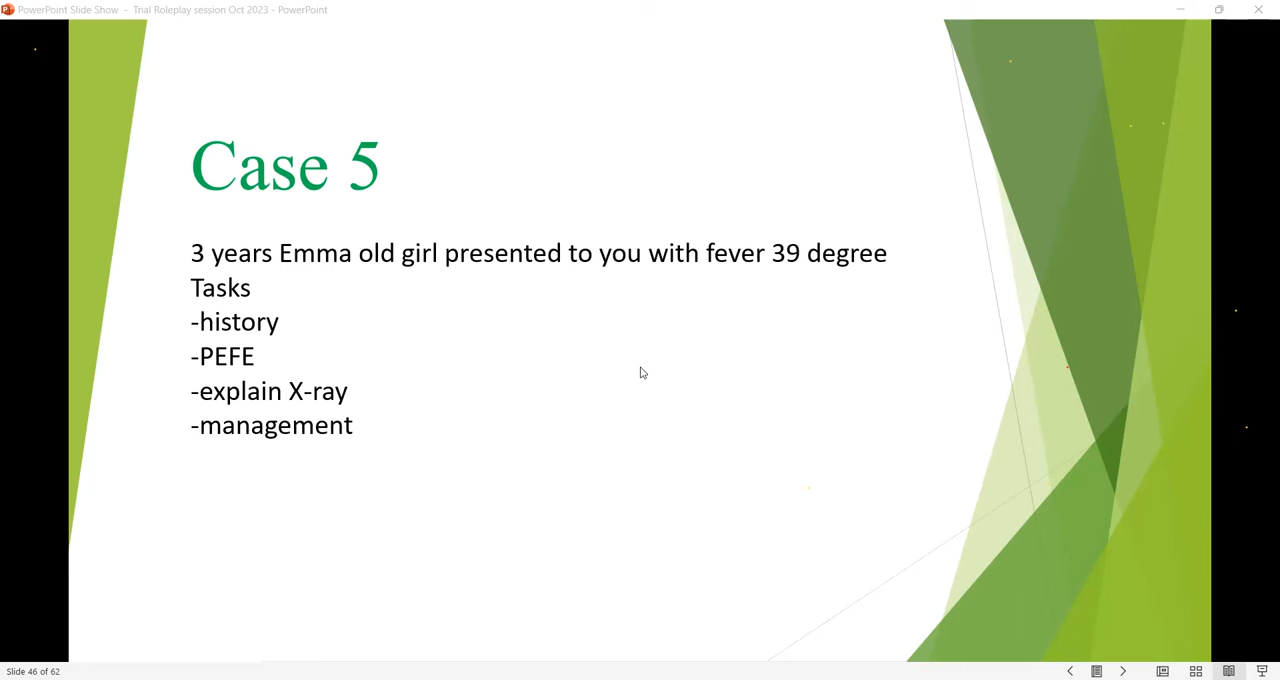 PowerPoint Slide Show - Trial Roleplay session Oct 2023 - PowerPoint
Case 5
3 years Emma old girl presented to you with fever 39 degree
Tasks
-history
-PEFE
-explain X-ray
-management
Slide 46 of 62